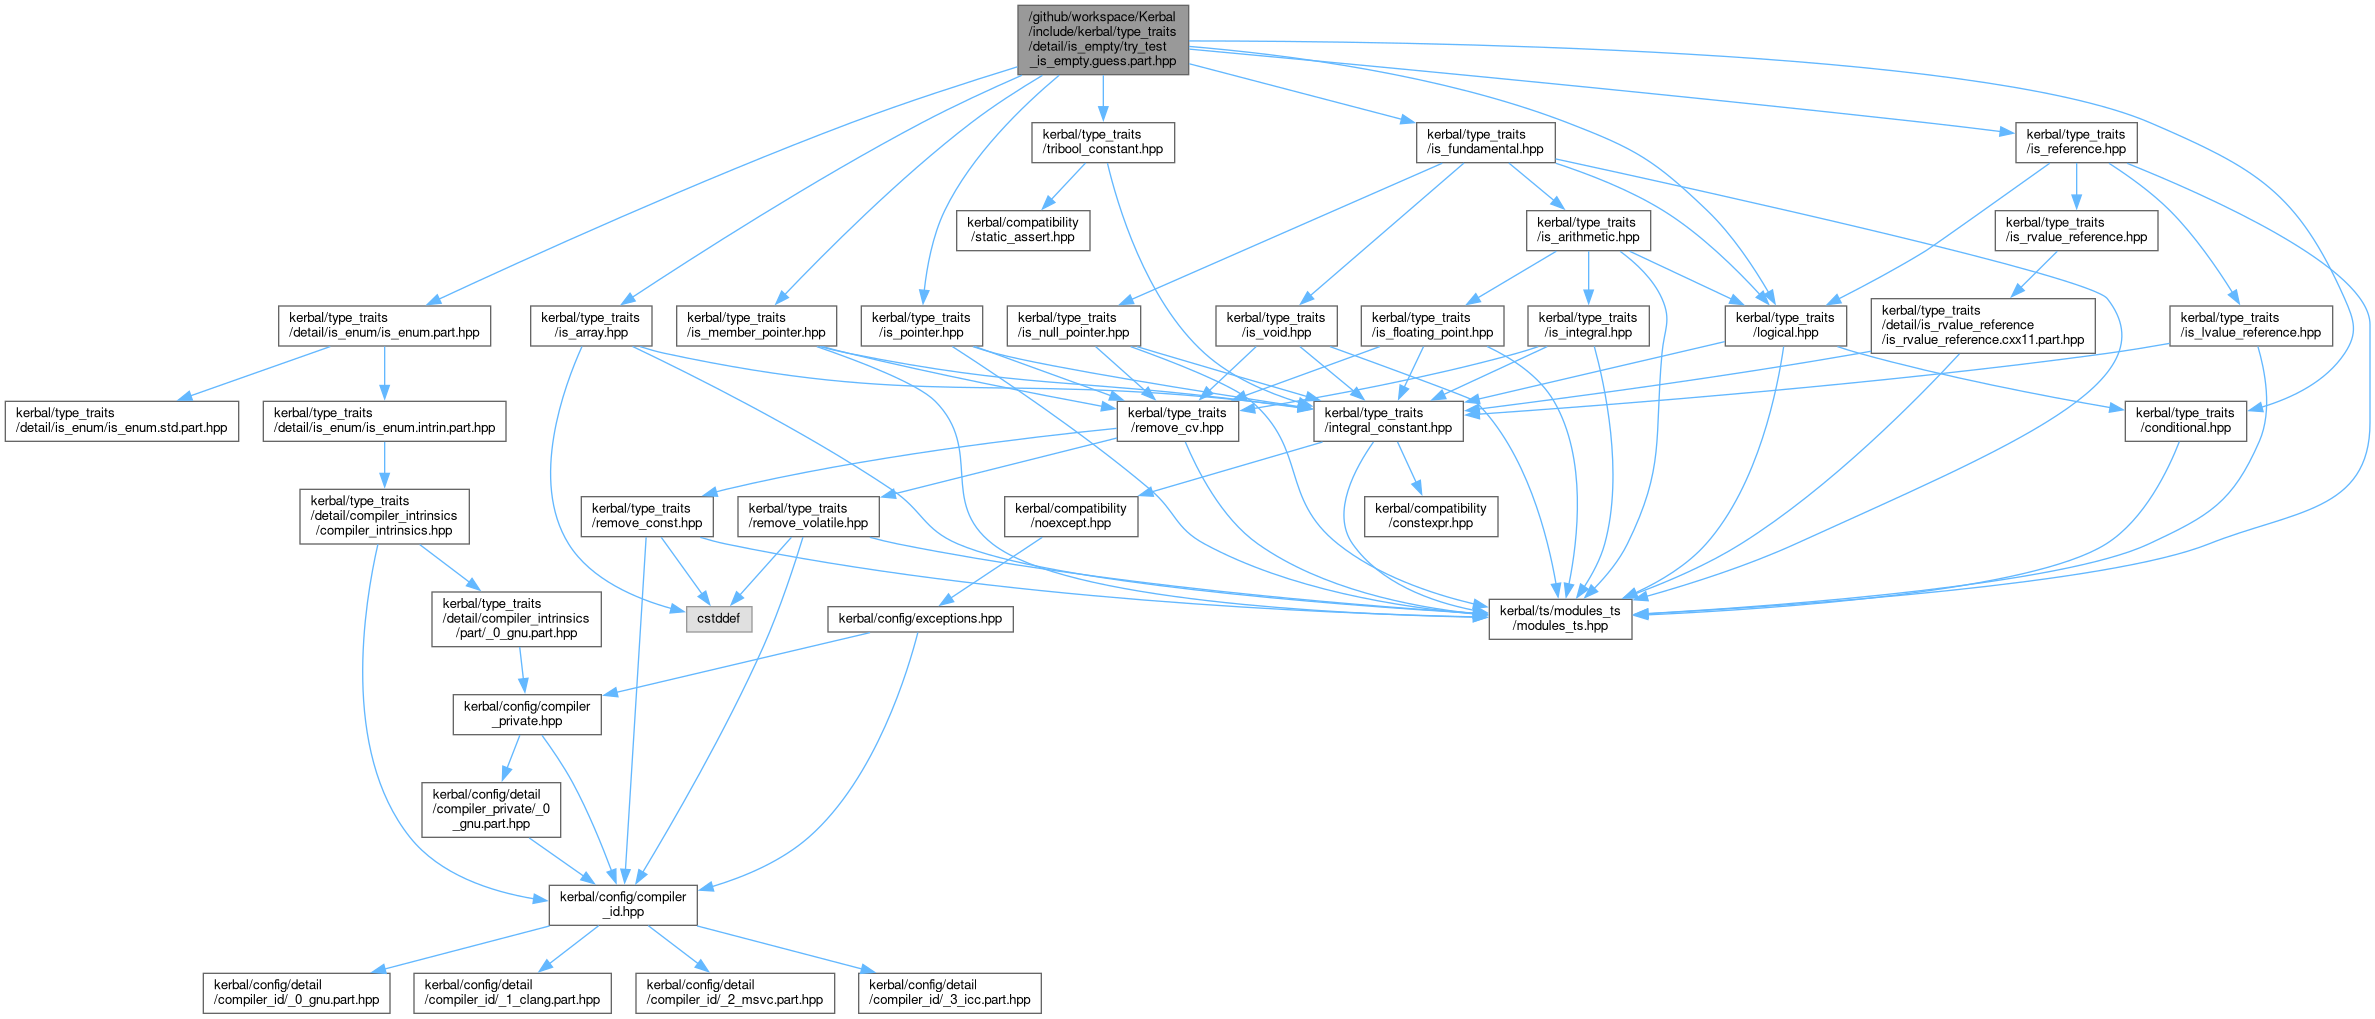 /github/workspace/Kerbal
/include/kerbal/type_traits
/detail/is_empty/try_test
_is_empty.guess.part.hpp
kerbal/type_traits
/tribool_constant.hpp
kerbal/type_traits
/is_fundamental.hpp
kerbal/type_traits
/is_reference.hpp
kerbal/compatibility
/static_assert.hpp
kerbal/type_traits
/is_arithmetic.hpp
kerbal/type_traits
/is_rvalue_reference.hpp
kerbal/type_traits
/detail/is_enum/is_enum.part.hpp
kerbal/type_traits
/is_array.hpp
kerbal/type_traits
/is_member_pointer.hpp
kerbal/type_traits
/is_pointer.hpp
kerbal/type_traits
/is_null_pointer.hpp
kerbal/type_traits
/is_void.hpp
kerbal/type_traits
/is_floating_point.hpp
kerbal/type_traits
/is_integral.hpp
kerbal/type_traits
/logical.hpp
kerbal/type_traits
/detail/is_rvalue_reference
/is_rvalue_reference.cxx11.part.hpp
kerbal/type_traits
/is_lvalue_reference.hpp
kerbal/type_traits
/detail/is_enum/is_enum.std.part.hpp
kerbal/type_traits
/detail/is_enum/is_enum.intrin.part.hpp
kerbal/type_traits
/remove_cv.hpp
kerbal/type_traits
/integral_constant.hpp
kerbal/type_traits
/conditional.hpp
kerbal/type_traits
/detail/compiler_intrinsics
/compiler_intrinsics.hpp
kerbal/type_traits
/remove_const.hpp
kerbal/type_traits
/remove_volatile.hpp
kerbal/compatibility
/noexcept.hpp
kerbal/compatibility
/constexpr.hpp
kerbal/type_traits
/detail/compiler_intrinsics
/part/_0_gnu.part.hpp
cstddef
kerbal/config/exceptions.hpp
kerbal/ts/modules_ts
/modules_ts.hpp
kerbal/config/compiler
_private.hpp
kerbal/config/detail
/compiler_private/_0
_gnu.part.hpp
kerbal/config/compiler
_id.hpp
kerbal/config/detail
/compiler_id/_0_gnu.part.hpp
kerbal/config/detail
/compiler_id/_1_clang.part.hpp
kerbal/config/detail
/compiler_id/_2_msvc.part.hpp
kerbal/config/detail
/compiler_id/_3_icc.part.hpp